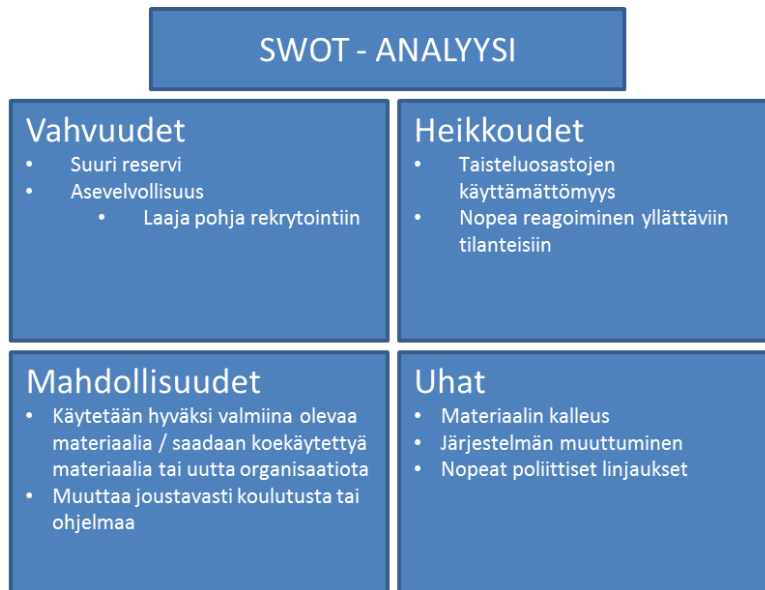 SWOT - ANALYYSI
Vahvuudet
• Suuri reservi
• Asevelvollisuus
• Laaja pohja rekrytointiin
Heikkoudet
• Taisteluosastojen
käyttämättömyys
• Nopea reagoiminen yllättäviin
tilanteisiin
Mahdollisuudet
• Käytetään hyväksi valmiina olevaa
materiaalia / saadaan koekäytettyä
materiaalia tai uutta organisaatiota
• Muuttaa joustavasti koulutusta tai
ohjelmaa
Uhat
• Materiaalin kalleus
• Järjestelmän muuttuminen
• Nopeat poliittiset linjaukset